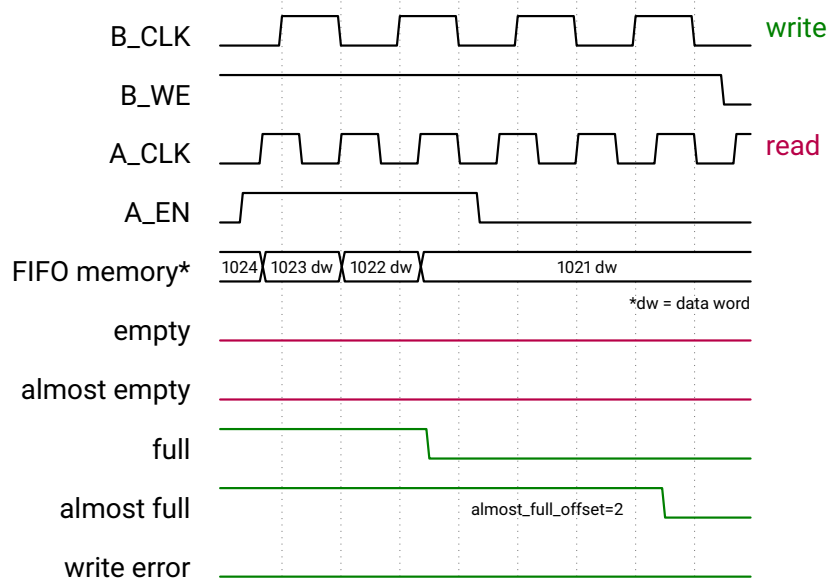 B_CLK
write
B_WE
A_CLK
read
A_EN
FIFO memory*
1024
1023 dw
1022 dw
1021 dw
*dw = data word
empty
almost empty
full
almost full
almost_full_offset=2
write error